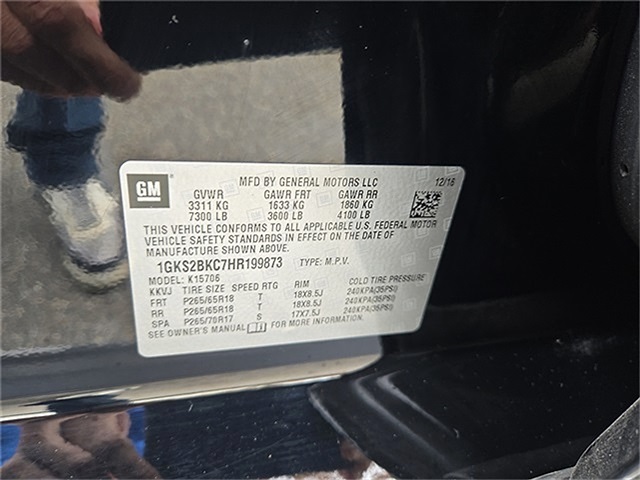 MFD BY GENERAL MOTORS LLC 12/16
GM
GVWR GAWR FRT GAWR RR
3311 KG 1633 KG 1860 KG
7300 LB 3600 LB 4100 LB
THIS VEHICLE CONFORMS TO ALL APPLICABLE U.S. FEDERAL MOTOR
VEHICLE SAFETY STANDARDS IN EFFECT ON THE DATE OF
MANUFACTURE SHOWN ABOVE.
1GKS2BKC7HR199873 TYPE: M.P.V.
MODEL: K15706
KKVJ TIRE SIZE SPEED RTG RIM COLD TIRE PRESSURE
FRT P265/65R18 T 18X8.5J 240KPA(35PSI)
RR P265/65R18 T 18X8.5J 240KPA(35PSI)
SPA P265/70R17 S 17X7.5J 240KPA(35PSI)
SEE OWNER'S MANUAL FOR MORE INFORMATION.